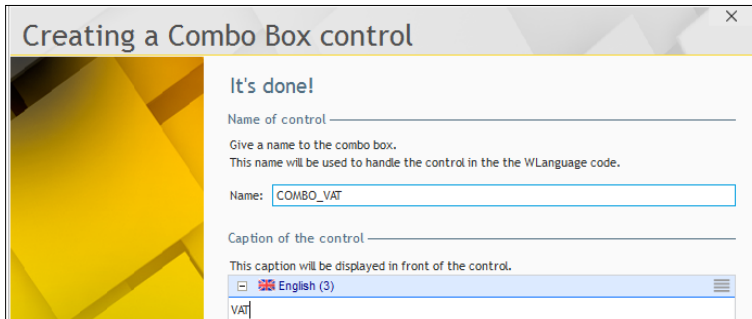 Creating a Combo Box control
It's done!
Name of control
Give a name to the combo box.
This name will be used to handle the control in the the WLanguage code.
Name: COMBO_VAT
Caption of the control
This caption will be displayed in front of the control.
English (3)
VAT